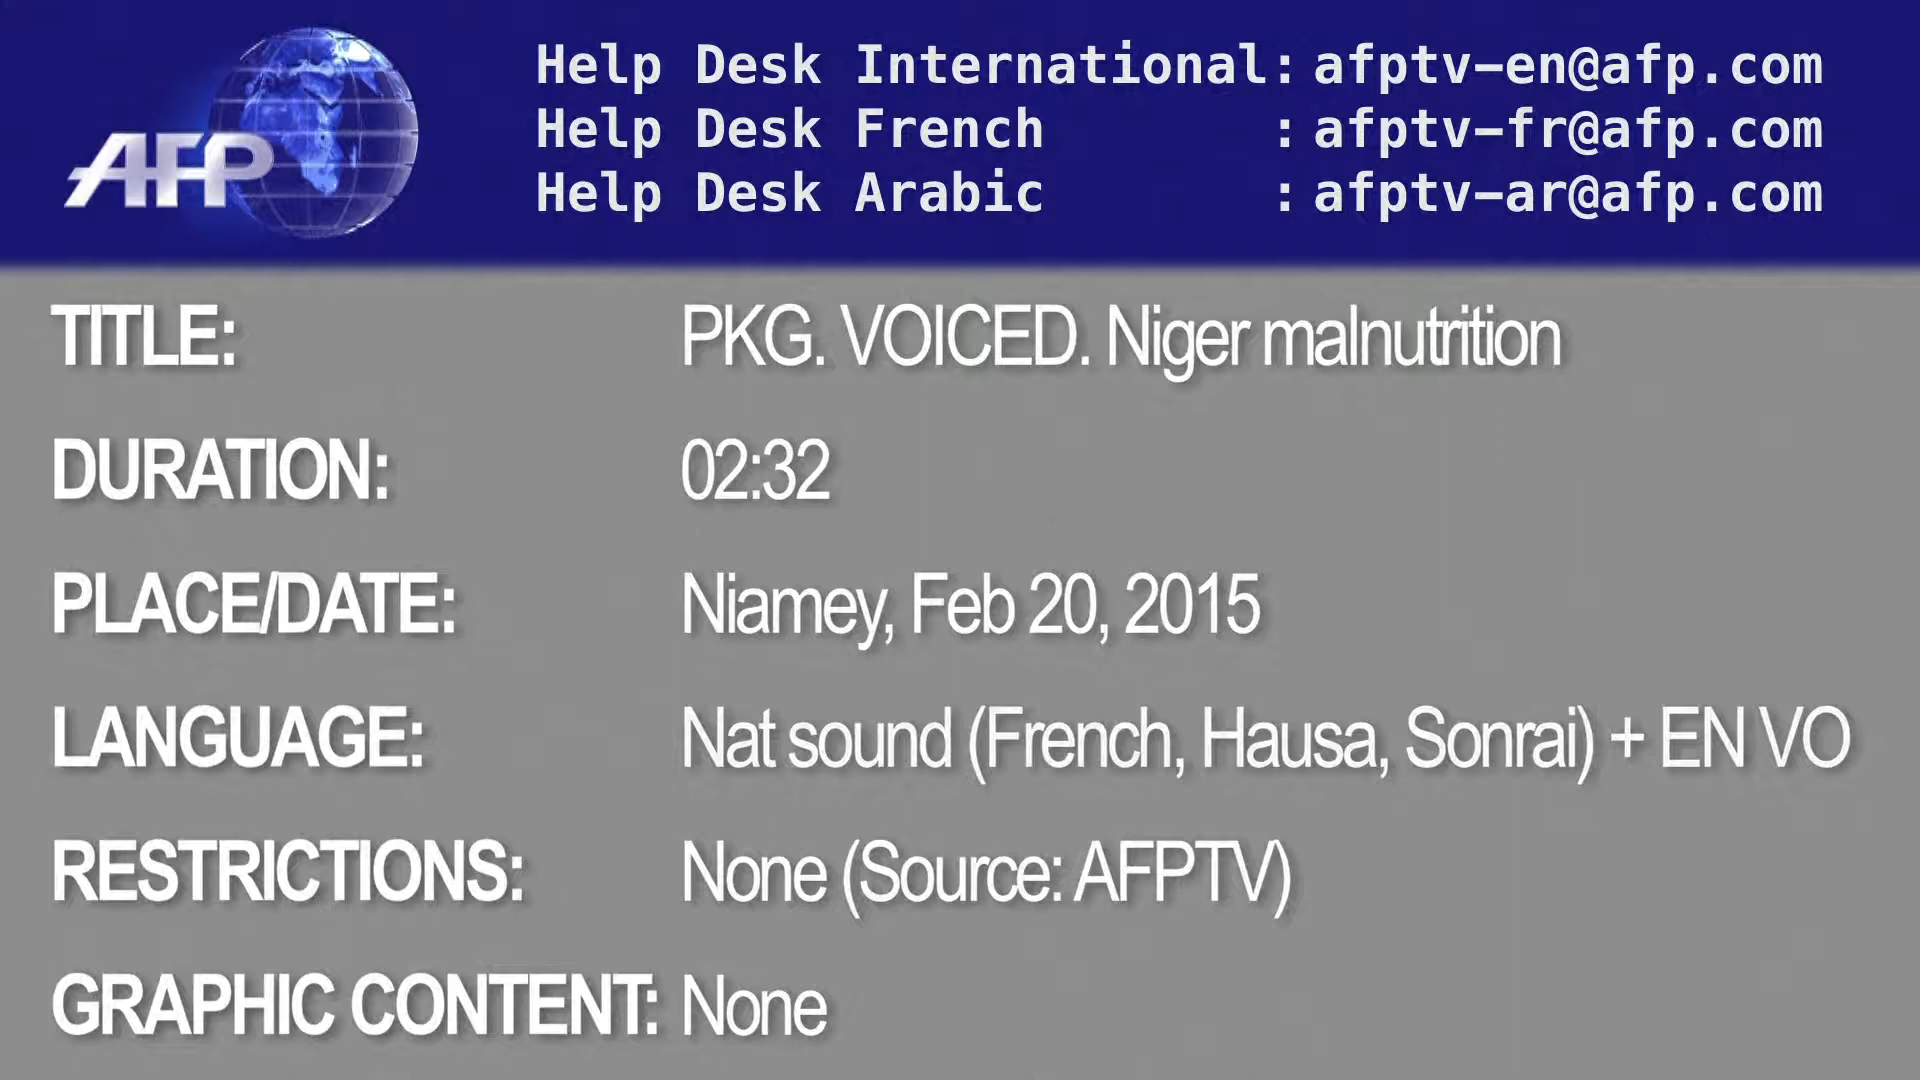 AFP
Help Desk International: afptv-en@afp.com
Help Desk French : afptv-fr@afp.com
Help Desk Arabic : afptv-ar@afp.com
TITLE: PKG. VOICED. Niger malnutrition
DURATION: 02:32
PLACE/DATE: Niamey, Feb 20, 2015
LANGUAGE: Nat sound (French, Hausa, Sonrai) + EN VO
RESTRICTIONS: None (Source: AFPTV)
GRAPHIC CONTENT: None